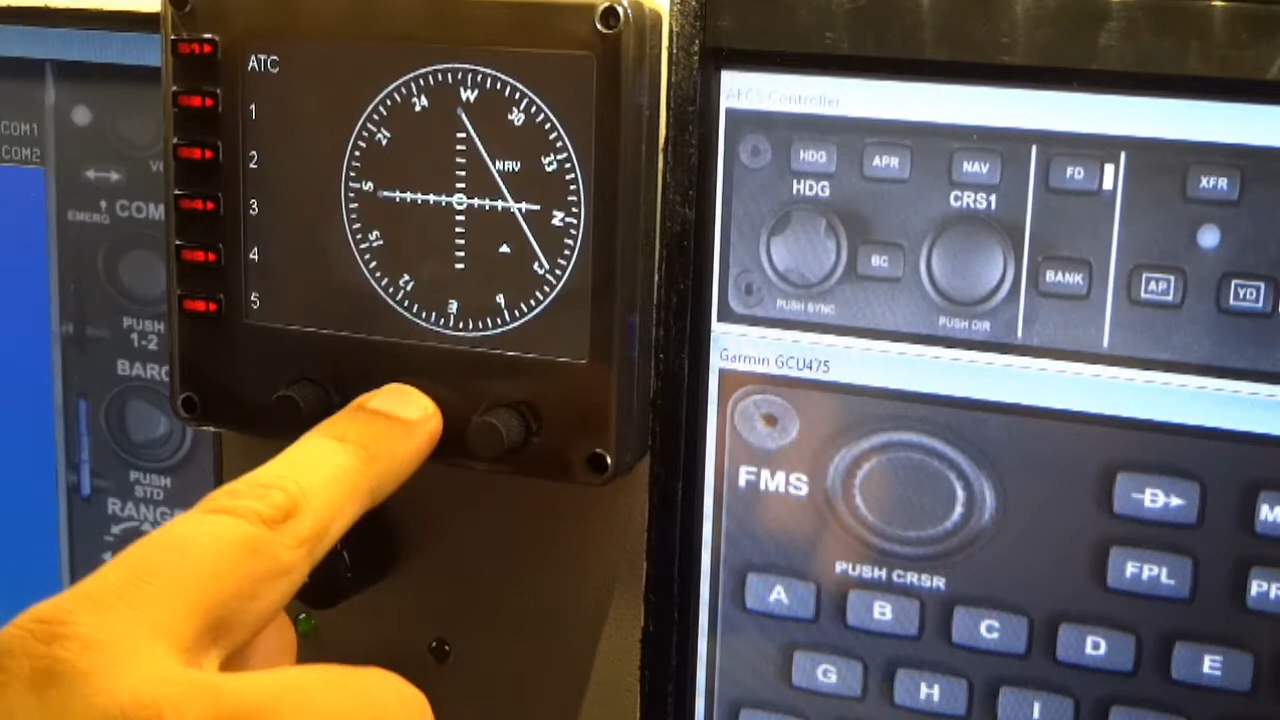 COM1
COM2
EMERG
COM
PUSH
1-2
BARO
PUSH
STD
RANGE
S1
ATC
1
2
3
4
5
W
30
33
N
3
6
E
12
15
S
21
24
NAV
AFCS Controller
HDG
APR
NAV
FD
XFR
HDG
CRS1
BC
BANK
AP
YD
PUSH SYNC
PUSH DIR
Garmin GCU475
FMS
D
PUSH CRSR
FPL
A
B
C
D
E
G
H
I